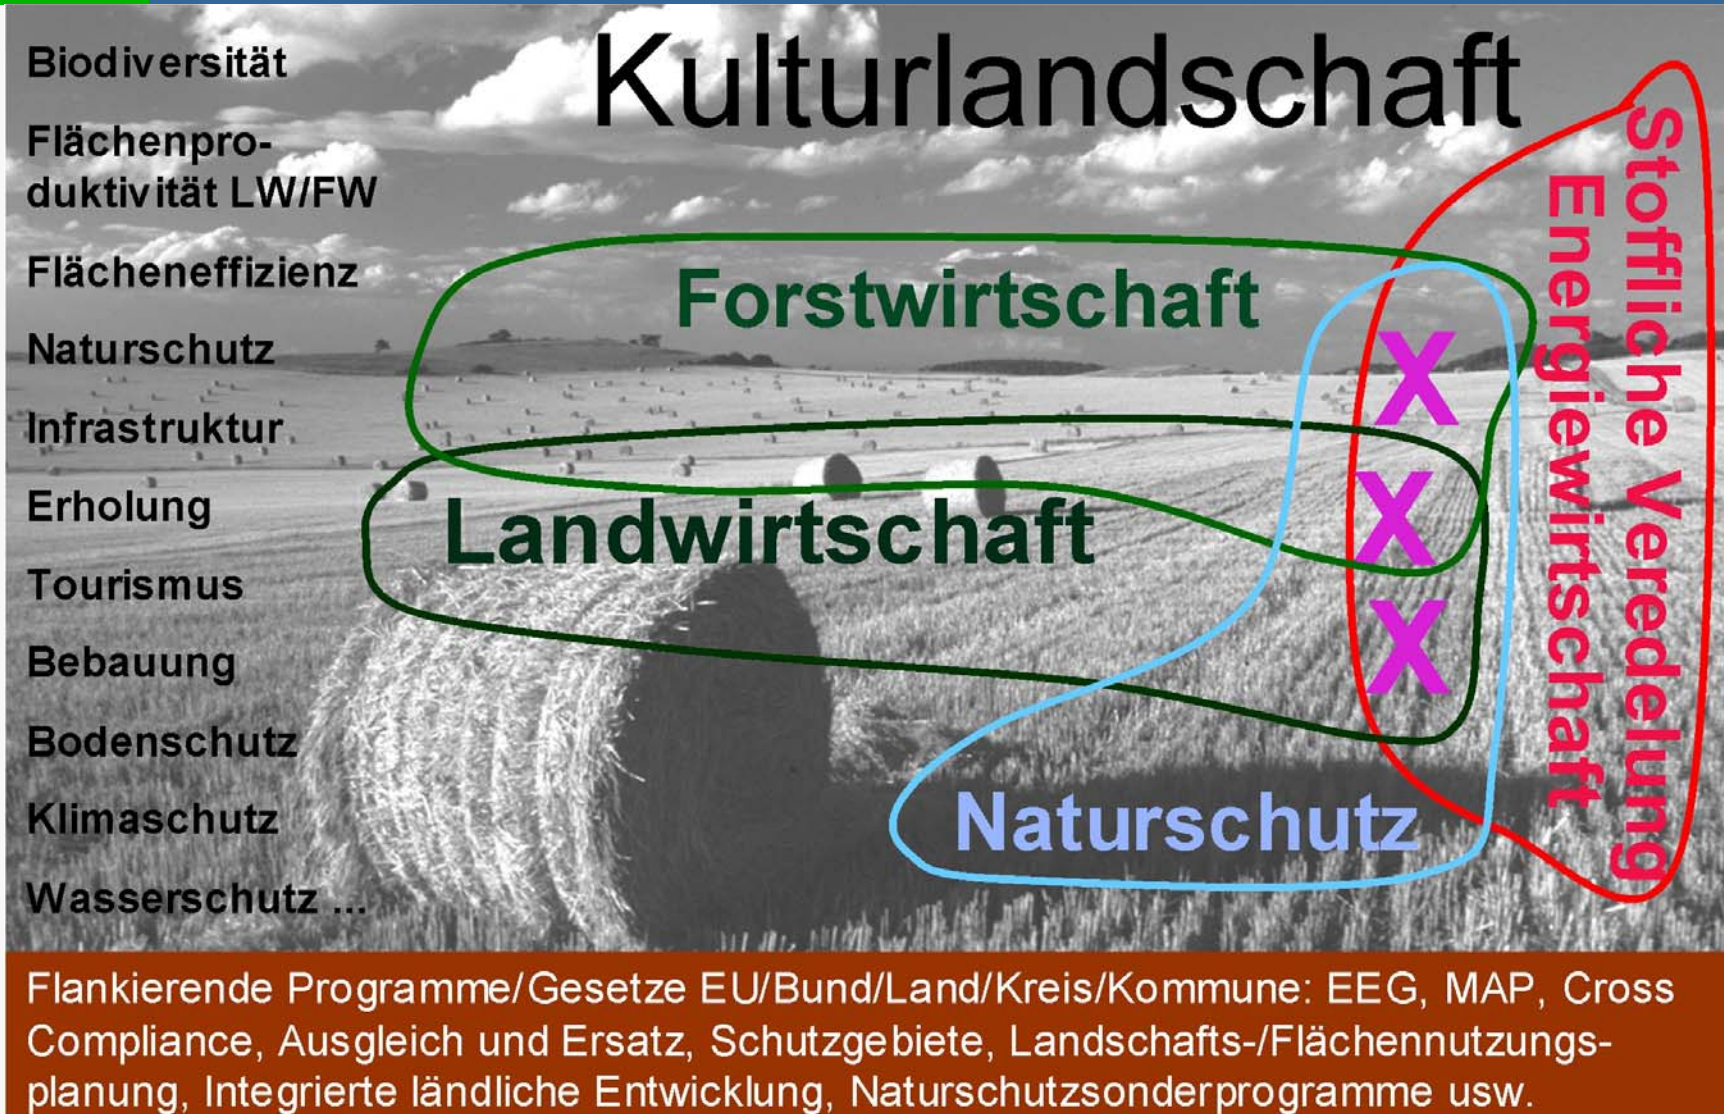 Kulturlandschaft
Biodiversität
Flächenpro-
duktivität LW/FW
Flächeneffizienz
Naturschutz
Infrastruktur
Erholung
Tourismus
Bebauung
Bodenschutz
Klimaschutz
Wasserschutz ...
Forstwirtschaft
Landwirtschaft
Naturschutz
X
X
X
Stoffliche Veredelung
Energiewirtschaft
Flankierende Programme/Gesetze EU/Bund/Land/Kreis/Kommune: EEG, MAP, Cross
Compliance, Ausgleich und Ersatz, Schutzgebiete, Landschafts-/Flächennutzungs-
planung, Integrierte ländliche Entwicklung, Naturschutzsonderprogramme usw.